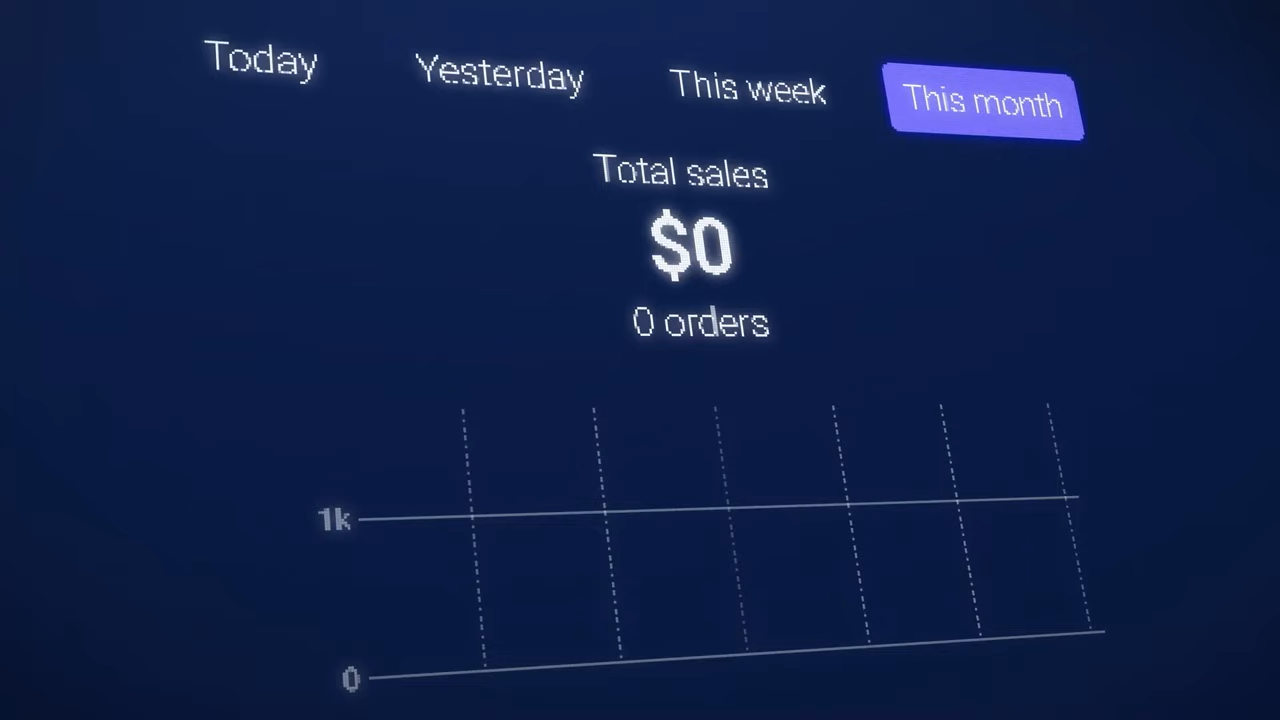 Today Yesterday This week This month
Total sales
$0
0 orders
1k
0